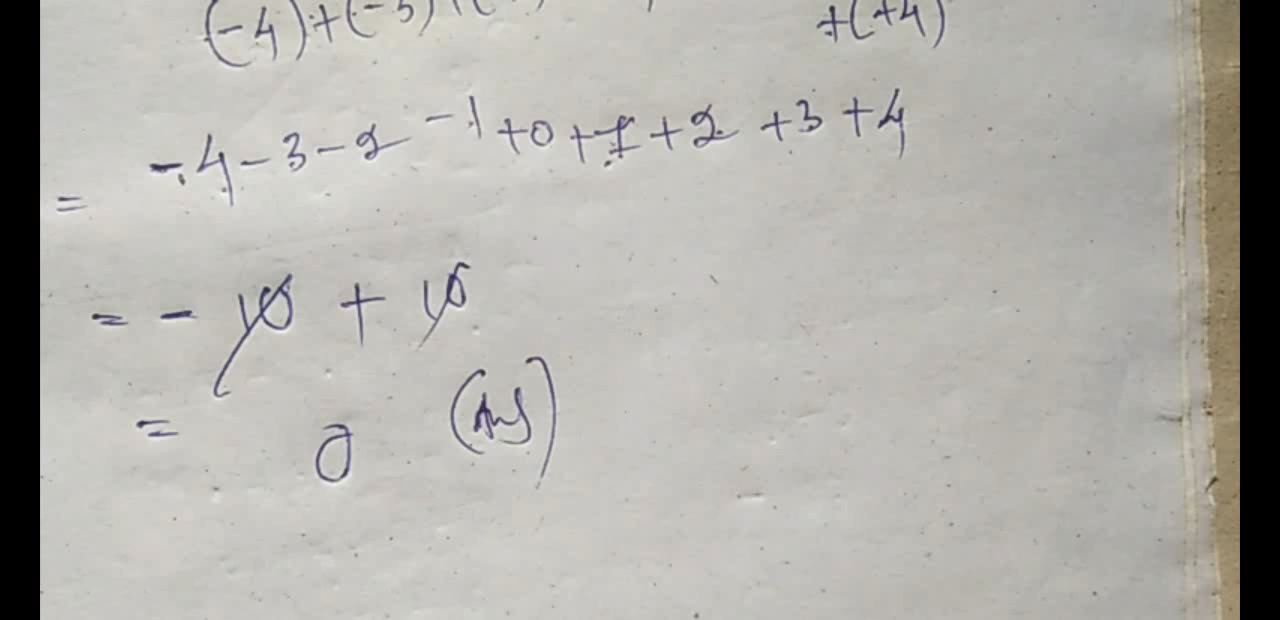 (-4)+(-3)+( +(+4)
= -4-3-2-1+0+1+2+3+4
= - 10 + 10
= 0 (Ans)